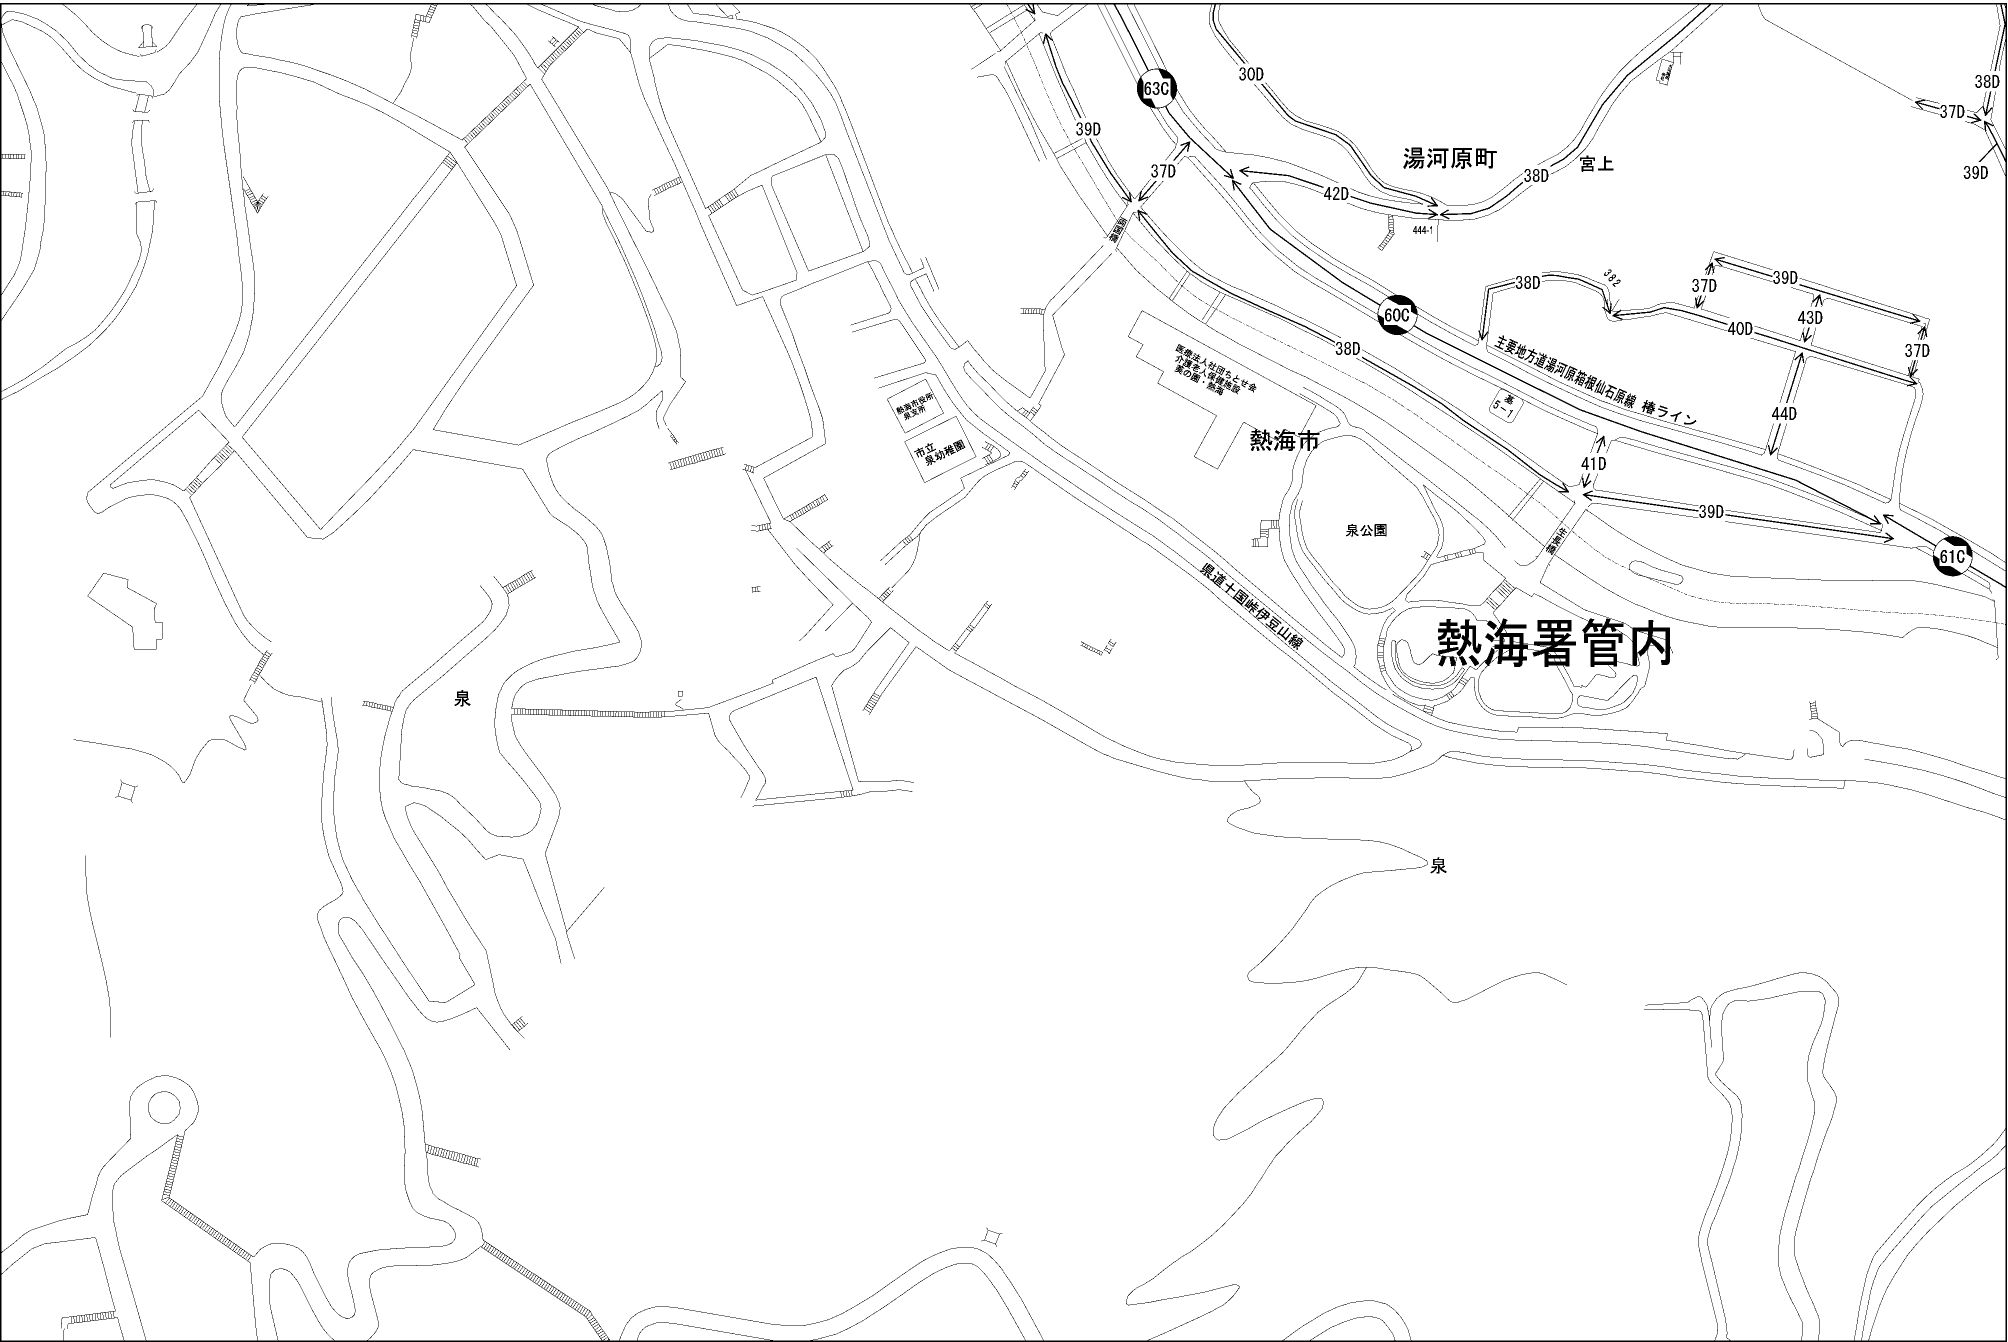 63C
30D
38D
37D
39D
39D
37D
湯河原町
宮上
38D
42D
444-1
38D
382
37D
39D
43D
40D
37D
60C
38D
主要地方道湯河原箱根仙石原線 椿ライン
医療法人社団ちとせ会
介護老人保健施設
美の園・熱海
基
5-1
44D
熱海市役所
泉支所
市立
泉幼稚園
熱海市
41D
39D
泉公園
61C
県道十国峠伊豆山線
熱海署管内
泉
泉